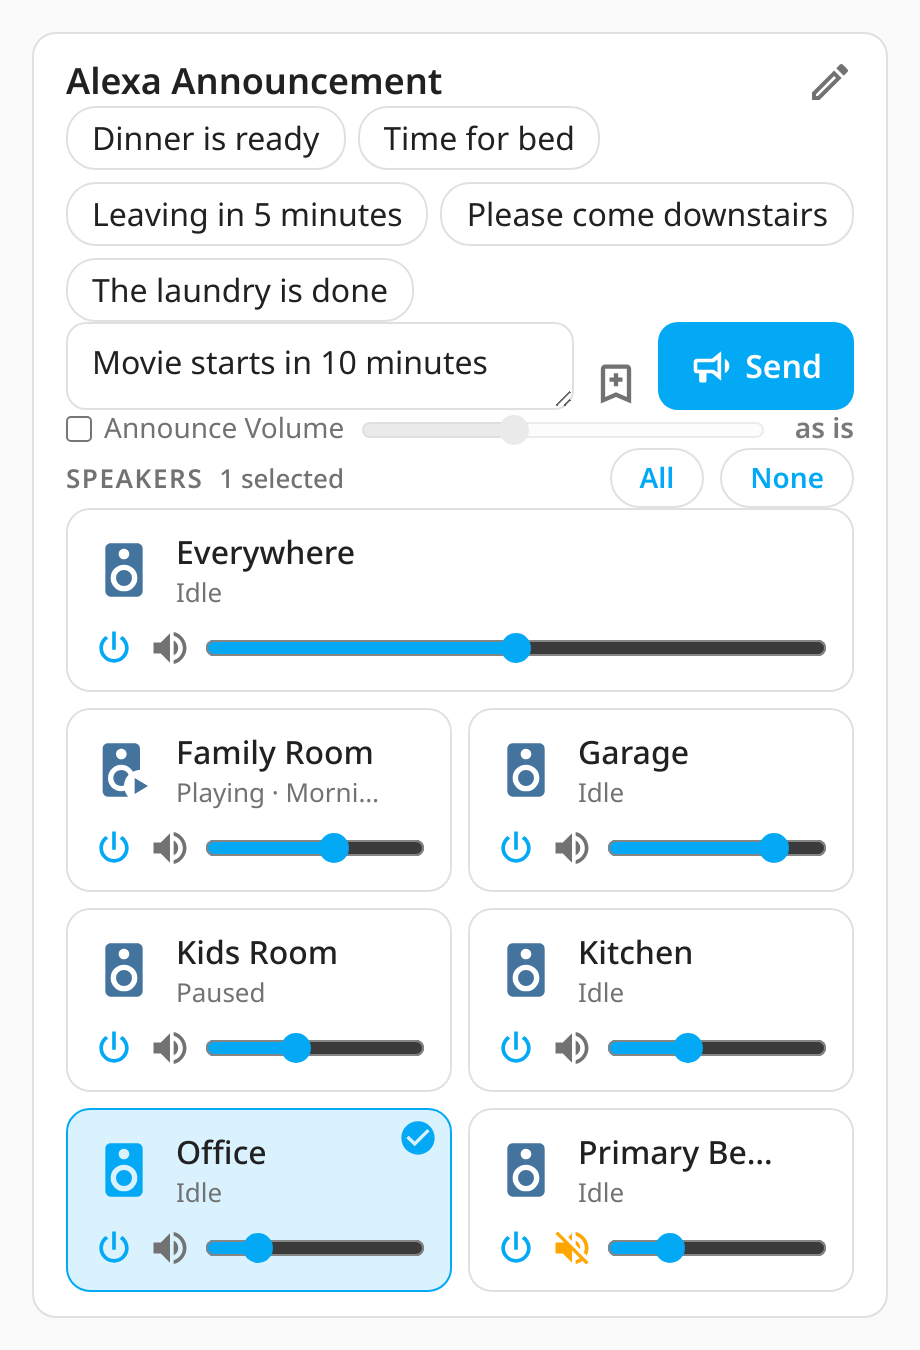 Alexa Announcement
Dinner is ready
Time for bed
Leaving in 5 minutes
Please come downstairs
The laundry is done
Movie starts in 10 minutes
Send
Announce Volume
as is
SPEAKERS 1 selected
All
None
Everywhere
Idle
Family Room
Playing · Morni...
Garage
Idle
Kids Room
Paused
Kitchen
Idle
Office
Idle
Primary Be...
Idle